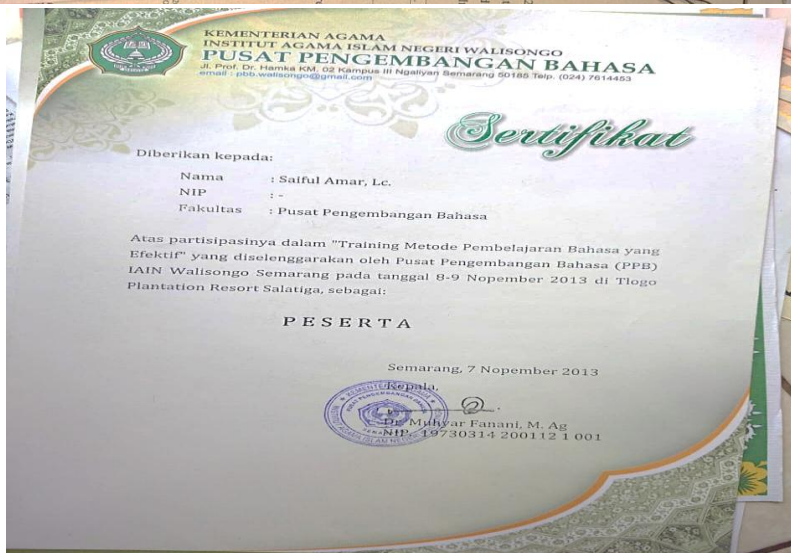 KEMENTERIAN AGAMA
INSTITUT AGAMA ISLAM NEGERI WALISONGO
PUSAT PENGEMBANGAN BAHASA
Jl. Prof. Dr. Hamka KM. 02 Kampus III Ngaliyan Semarang 50185 Telp. (024) 7614453
email : pbb.walisongo@gmail.com
Sertifikat
Diberikan kepada:
Nama : Saiful Amar, Lc.
NIP : -
Fakultas : Pusat Pengembangan Bahasa
Atas partisipasinya dalam "Training Metode Pembelajaran Bahasa yang
Efektif" yang diselenggarakan oleh Pusat Pengembangan Bahasa (PPB)
IAIN Walisongo Semarang pada tanggal 8-9 Nopember 2013 di Tlogo
Plantation Resort Salatiga, sebagai:
PESERTA
Semarang, 7 Nopember 2013
Kepala,
Dr. Muhyar Fanani, M. Ag
NIP. 19730314 200112 1 001